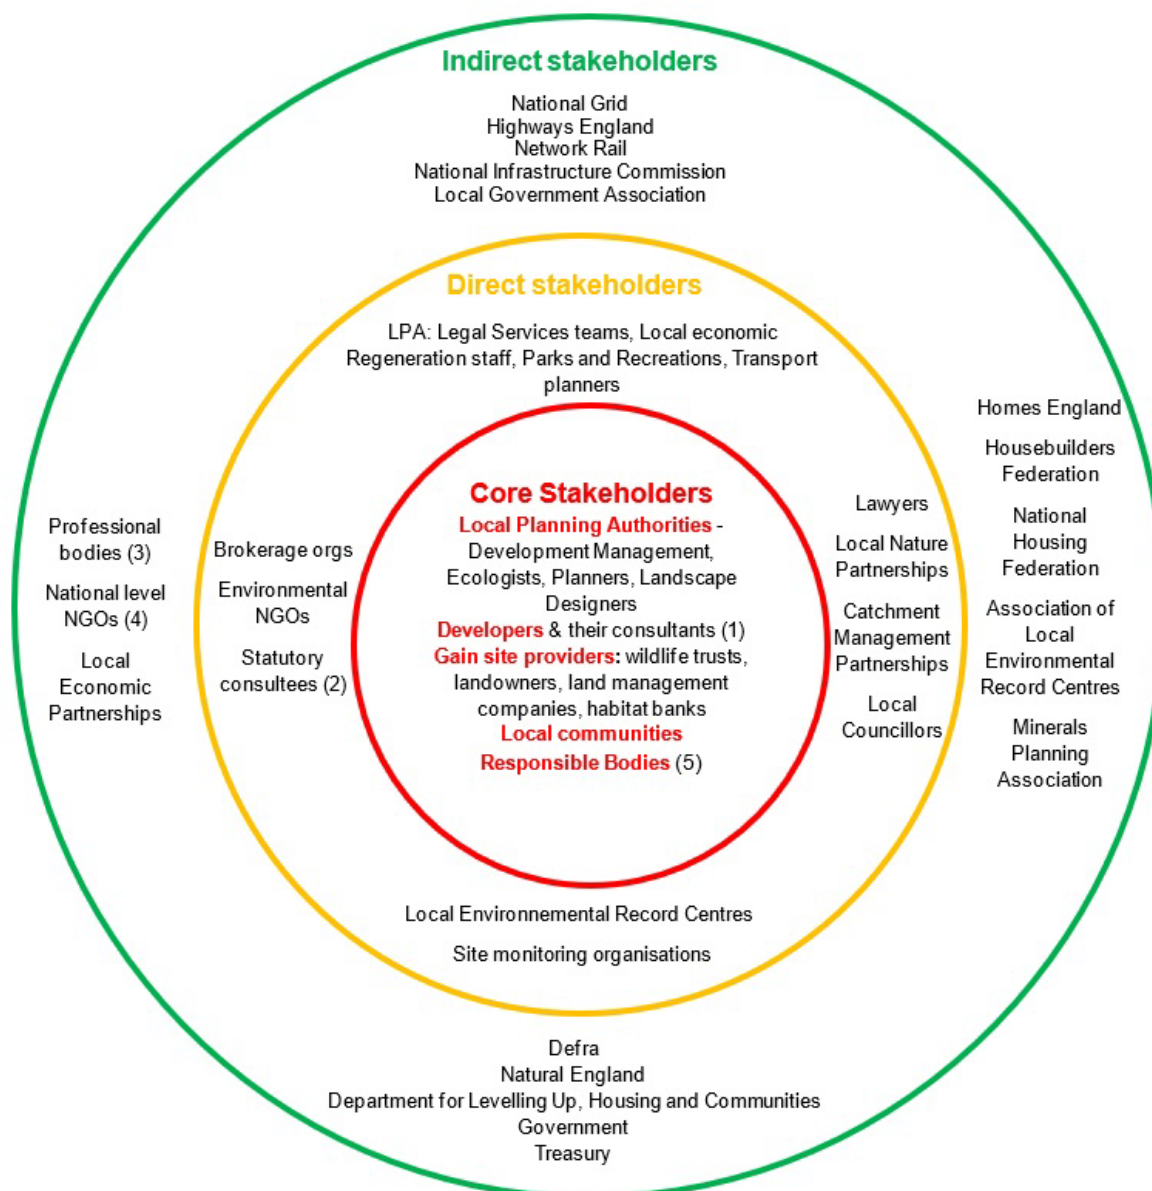 Indirect stakeholders
National Grid
Highways England
Network Rail
National Infrastructure Commission
Local Government Association
Direct stakeholders
LPA: Legal Services teams, Local economic
Regeneration staff, Parks and Recreations, Transport
planners
Core Stakeholders
Local Planning Authorities -
Development Management,
Ecologists, Planners, Landscape
Designers
Developers & their consultants (1)
Gain site providers: wildlife trusts,
landowners, land management
companies, habitat banks
Local communities
Responsible Bodies (5)
Professional
bodies (3)
National level
NGOs (4)
Local
Economic
Partnerships
Brokerage orgs
Environmental
NGOs
Statutory
consultees (2)
Lawyers
Local Nature
Partnerships
Catchment
Management
Partnerships
Local
Councillors
Homes England
Housebuilders
Federation
National
Housing
Federation
Association of
Local
Environmental
Record Centres
Minerals
Planning
Association
Local Environnemental Record Centres
Site monitoring organisations
Defra
Natural England
Department for Levelling Up, Housing and Communities
Government
Treasury